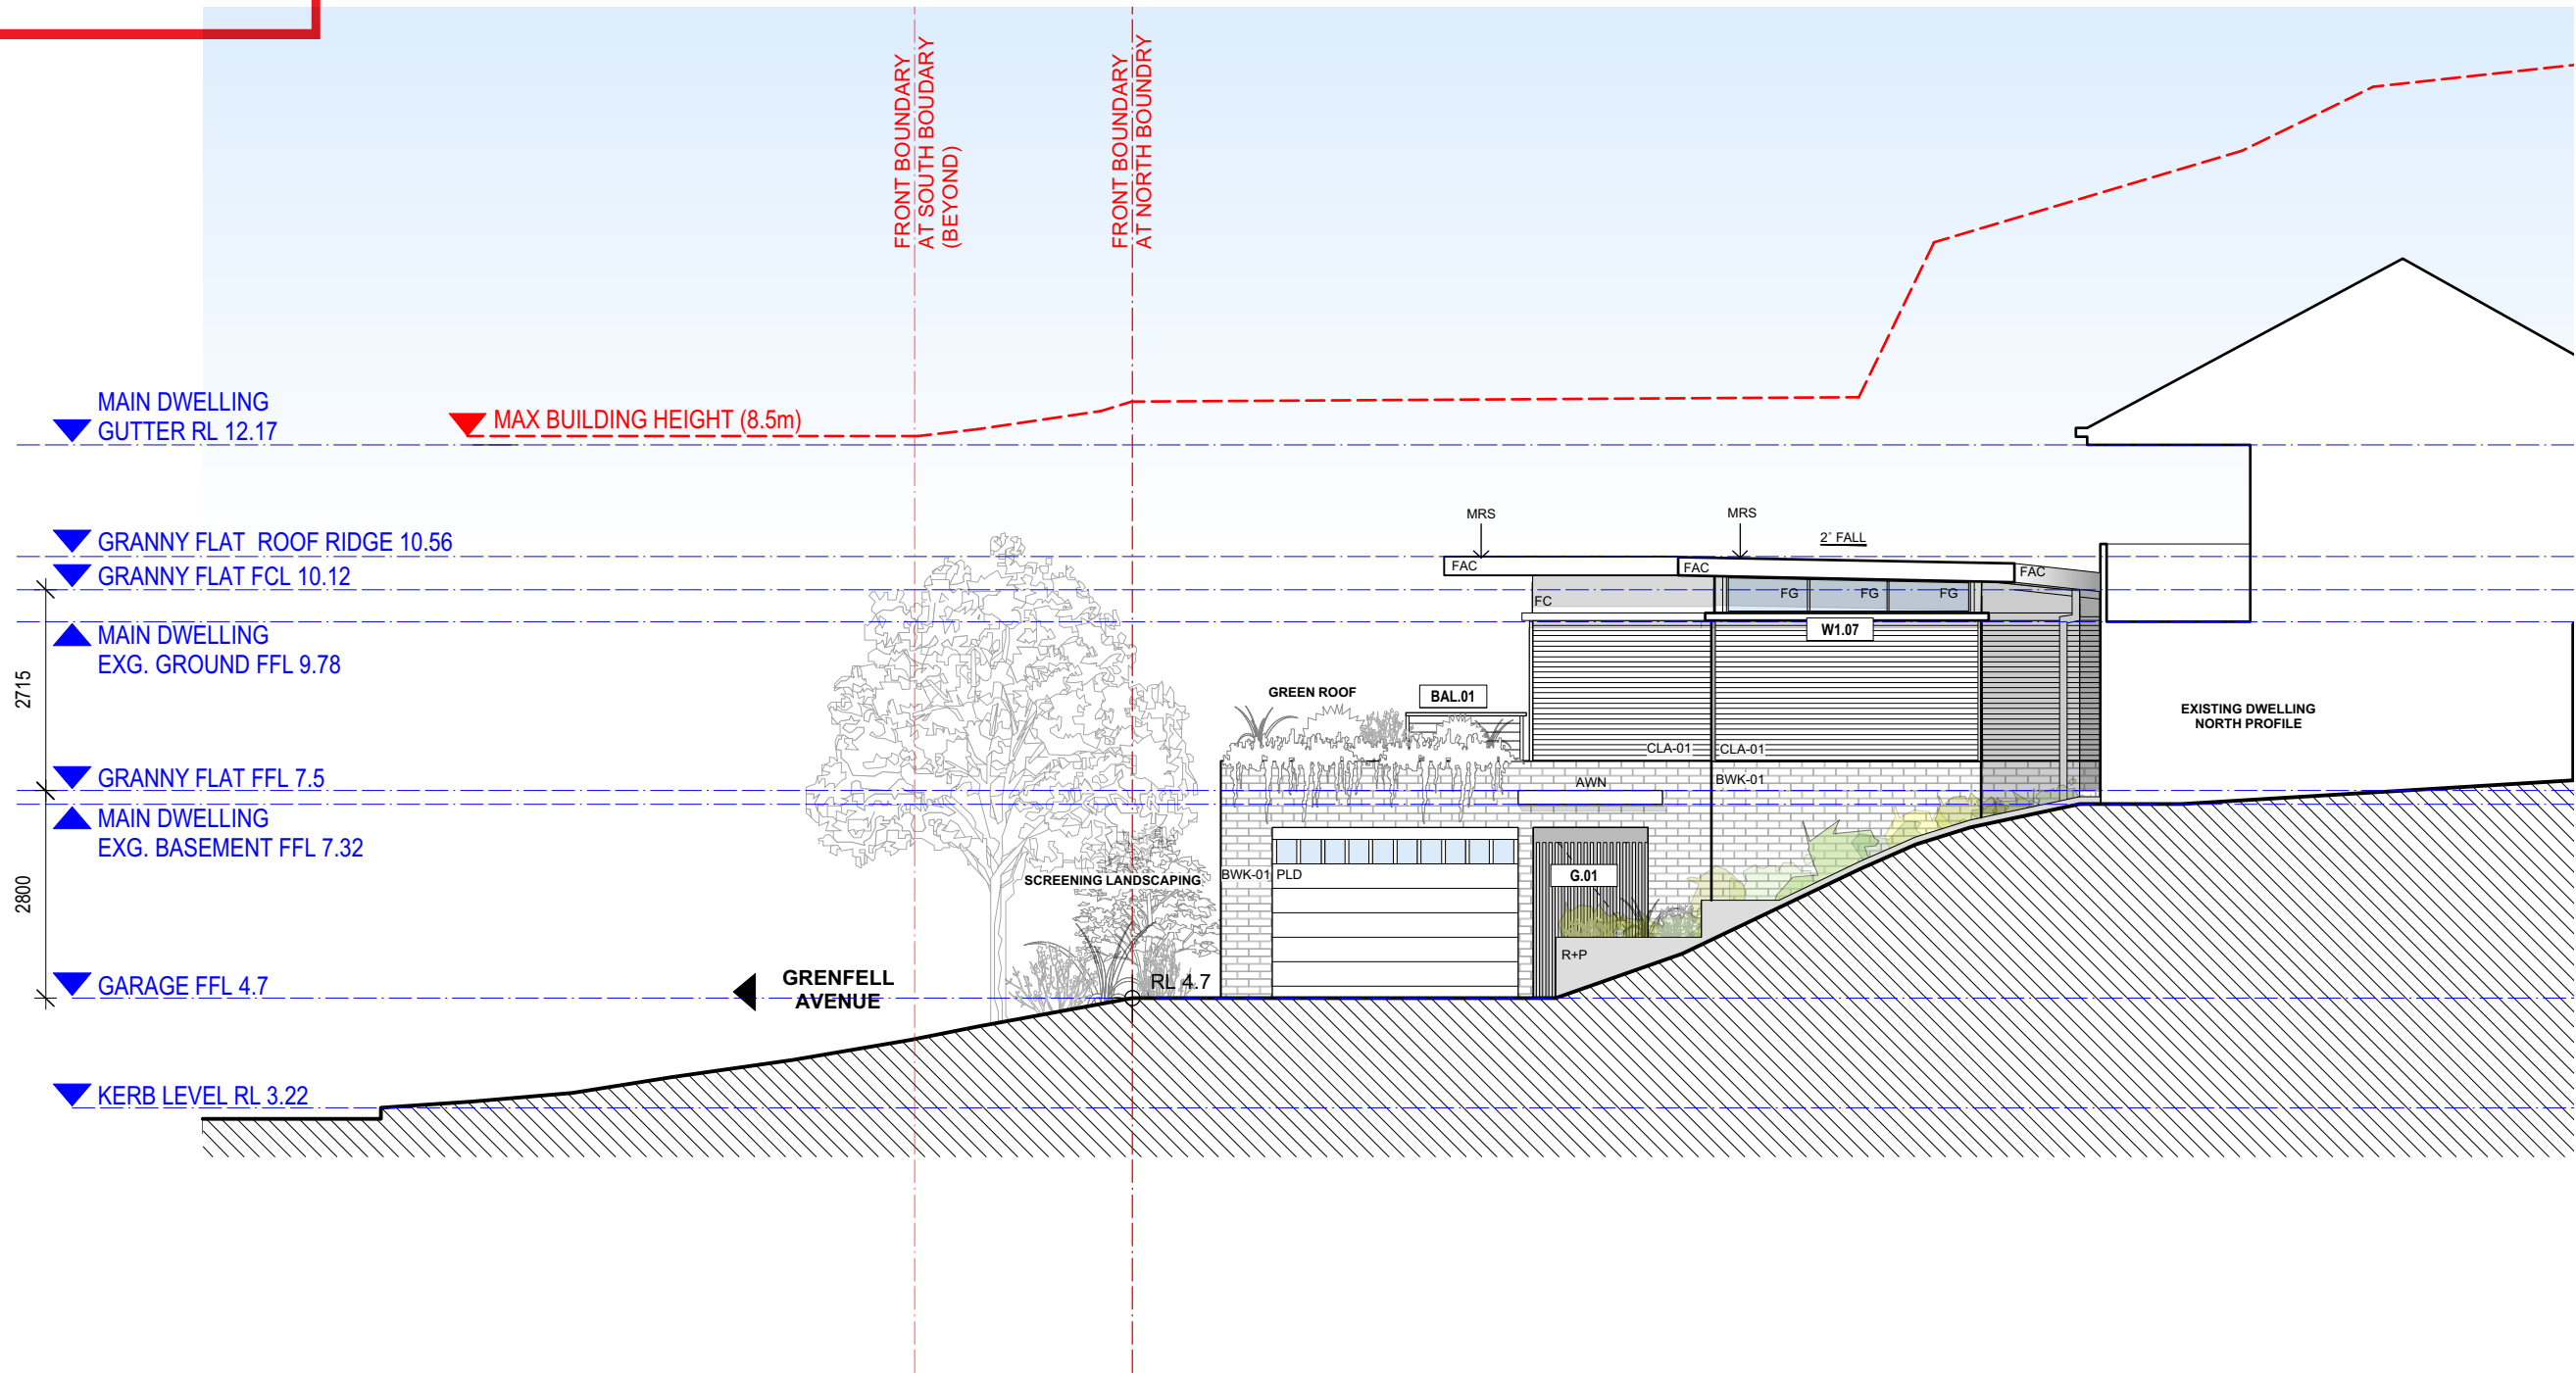 FRONT BOUNDARY
AT SOUTH BOUDARY
(BEYOND)
FRONT BOUNDARY
AT NORTH BOUNDRY
MAIN DWELLING
GUTTER RL 12.17
MAX BUILDING HEIGHT (8.5m)
GRANNY FLAT ROOF RIDGE 10.56
GRANNY FLAT FCL 10.12
MAIN DWELLING
EXG. GROUND FFL 9.78
2715
GRANNY FLAT FFL 7.5
MAIN DWELLING
EXG. BASEMENT FFL 7.32
2800
GARAGE FFL 4.7
KERB LEVEL RL 3.22
GRENFELL
AVENUE
SCREENING LANDSCAPING
RL 4.7
MRS
MRS
2° FALL
FAC
FAC
FAC
FC
FG
FG
FG
W1.07
GREEN ROOF
BAL.01
CLA-01
CLA-01
AWN
BWK-01
BWK-01
PLD
G.01
R+P
EXISTING DWELLING
NORTH PROFILE